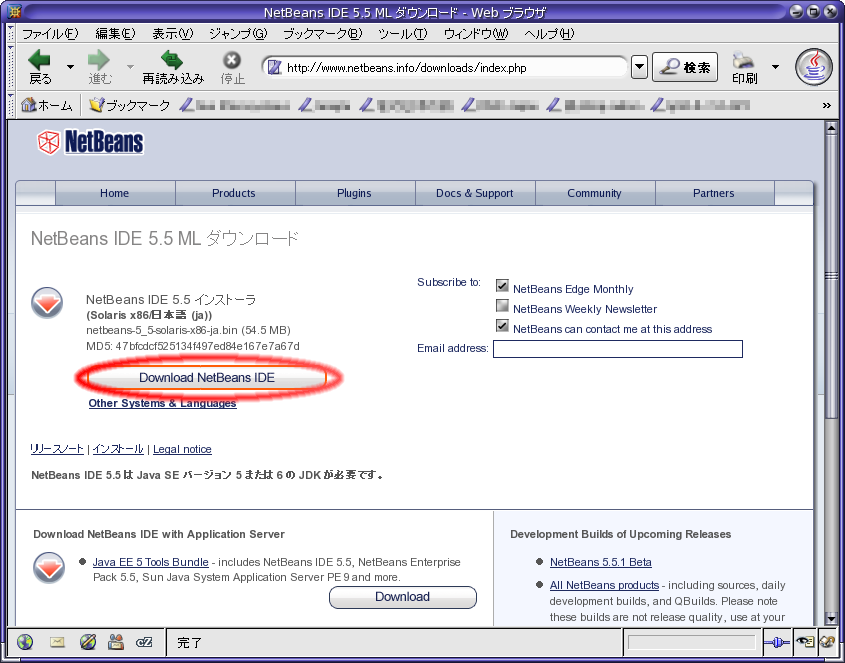 NetBeans IDE 5.5 ML ダウンロード - Web ブラウザ
ファイル(F) 編集(E) 表示(V) ジャンプ(G) ブックマーク(B) ツール(T) ウィンドウ(W) ヘルプ(H)
戻る 進む 再読み込み 停止 http://www.netbeans.info/downloads/index.php 検索 印刷
ホーム ブックマーク
NetBeans
Home Products Plugins Docs & Support Community Partners
NetBeans IDE 5.5 ML ダウンロード
NetBeans IDE 5.5 インストーラ
(Solaris x86/日本語 (ja))
netbeans-5_5-solaris-x86-ja.bin (54.5 MB)
MD5: 47bfcdcf525134f497ed84e167e7a67d
Download NetBeans IDE
Other Systems & Languages
Subscribe to:
NetBeans Edge Monthly
NetBeans Weekly Newsletter
NetBeans can contact me at this address
Email address:
リリースノート | インストール | Legal notice
NetBeans IDE 5.5 は Java SE バージョン 5 または 6 の JDK が必要です。
Download NetBeans IDE with Application Server
Java EE 5 Tools Bundle - includes NetBeans IDE 5.5, NetBeans Enterprise
Pack 5.5, Sun Java System Application Server PE 9 and more.
Download
Development Builds of Upcoming Releases
NetBeans 5.5.1 Beta
All NetBeans products - including sources, daily
development builds, and QBuilds. Please note
these builds are not release quality, use at your
完了